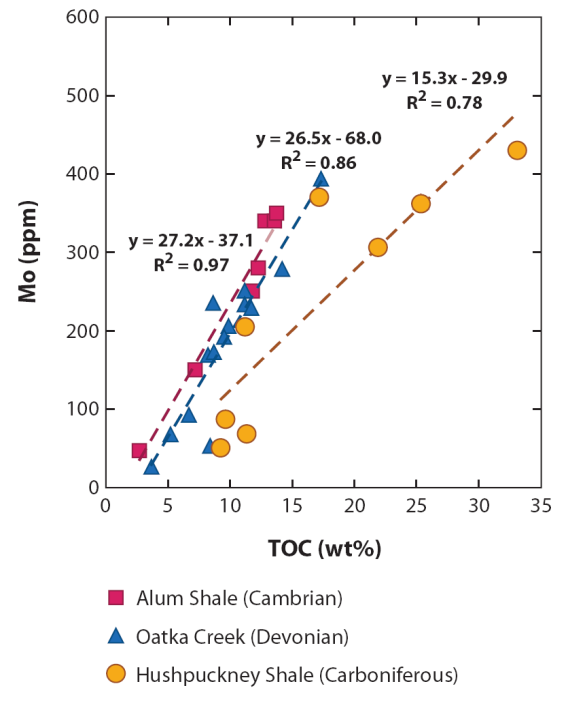 600
500
400
300
200
100
0
0 5 10 15 20 25 30 35
Mo (ppm)
TOC (wt%)
y = 15.3x - 29.9
R2 = 0.78
y = 26.5x - 68.0
R2 = 0.86
y = 27.2x - 37.1
R2 = 0.97
Alum Shale (Cambrian)
Oatka Creek (Devonian)
Hushpuckney Shale (Carboniferous)